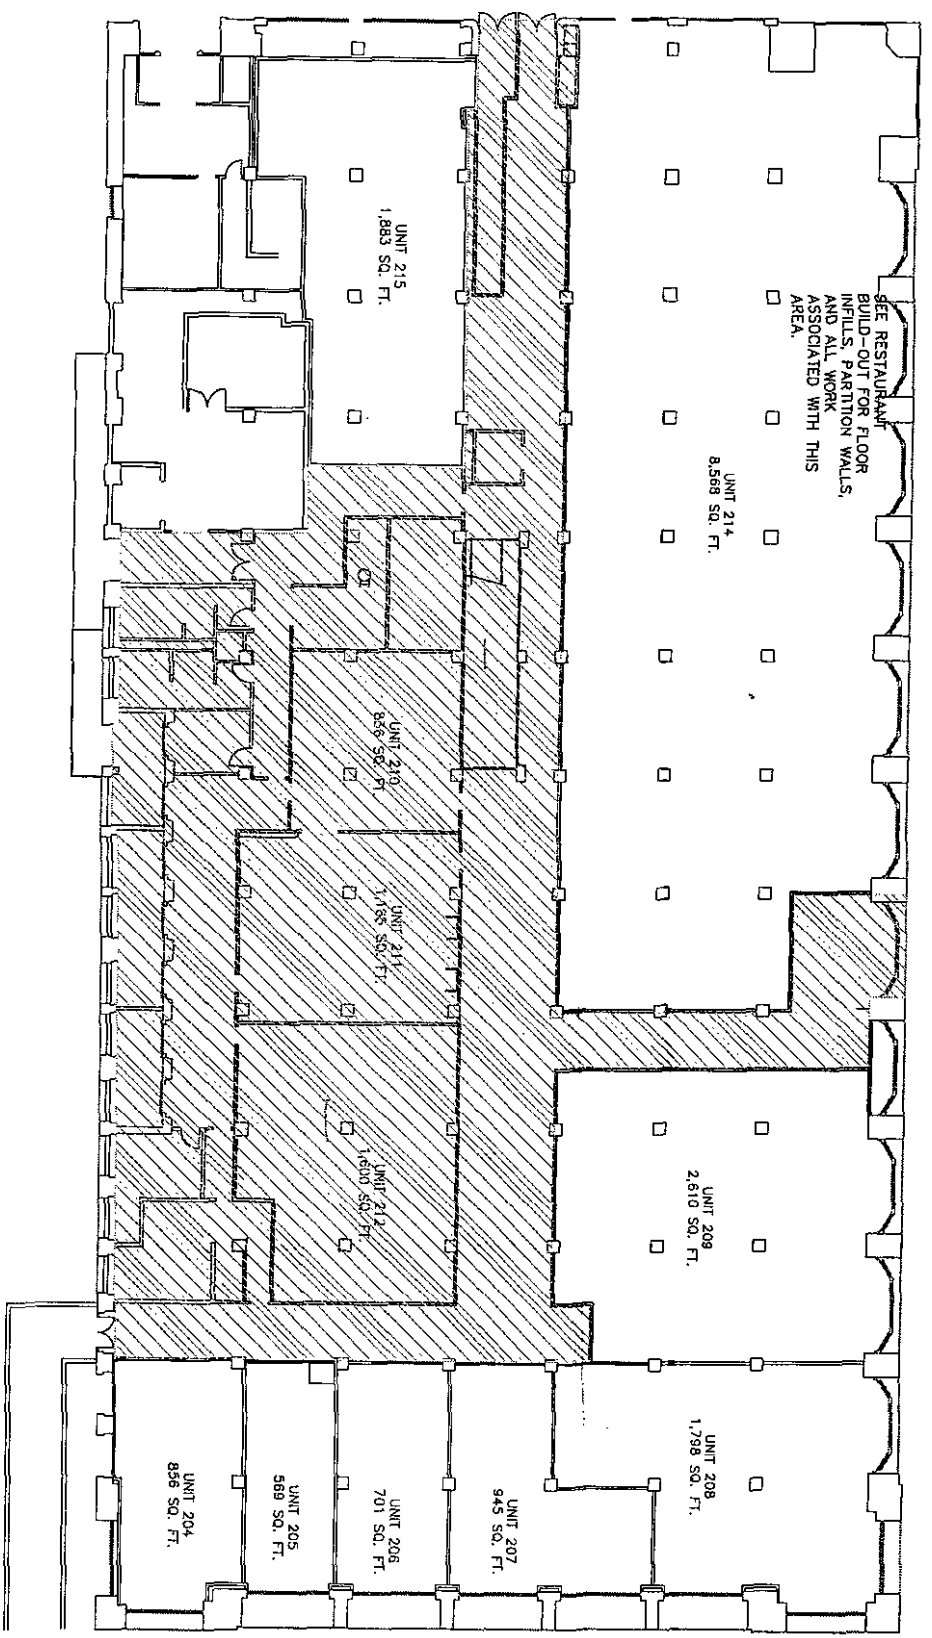 SEE RESTAURANT
BUILD-OUT FOR FLOOR
INFILLS, PARTITION WALLS,
AND ALL WORK
ASSOCIATED WITH THIS
AREA.
UNIT 215
1,883 SQ. FT.
UNIT 214
8,568 SQ. FT.
UNIT 210
836 SQ. FT.
UNIT 211
1,165 SQ. FT.
UNIT 212
1,600 SQ. FT.
UNIT 209
2,610 SQ. FT.
UNIT 208
1,798 SQ. FT.
UNIT 207
945 SQ. FT.
UNIT 206
701 SQ. FT.
UNIT 205
569 SQ. FT.
UNIT 204
856 SQ. FT.